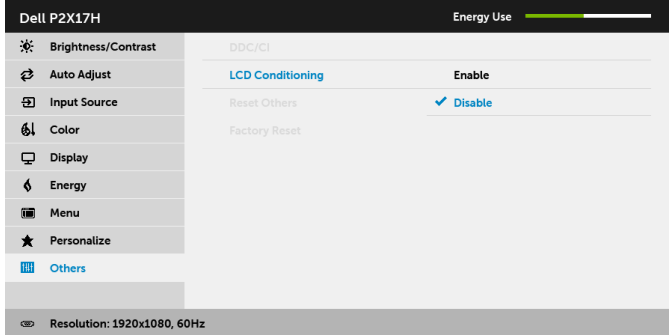 Dell P2X17H Energy Use
Brightness/Contrast DDC/CI
Auto Adjust LCD Conditioning Enable
Input Source Reset Others Disable
Color Factory Reset
Display
Energy
Menu
Personalize
Others
Resolution: 1920x1080, 60Hz